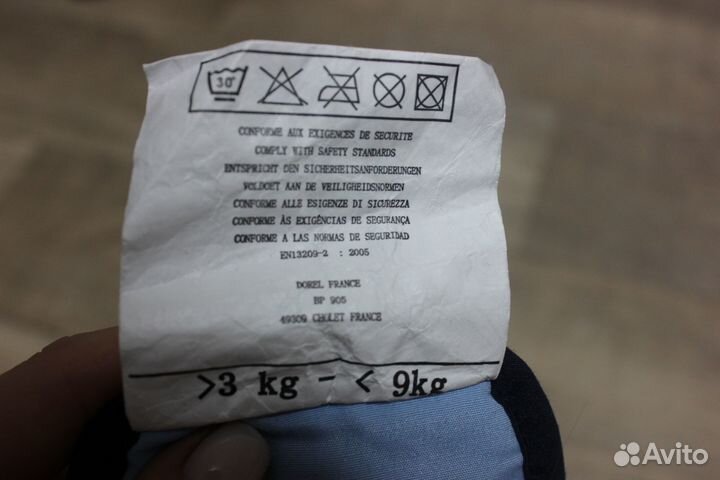 30°
CONFORME AUX EXIGENCES DE SECURITE
COMPLY WITH SAFETY STANDARDS
ENTSPRICHT DEN SICHERHEITSANFORDERUNGEN
VOLDOET AAN DE VEILIGHEIDSNORMEN
CONFORME ALLE ESIGENZE DI SICUREZZA
CONFORME ÀS EXIGÊNCIAS DE SEGURANÇA
CONFORME A LAS NORMAS DE SEGURIDAD
EN13209-2 : 2005
DOREL FRANCE
BP 905
49309 CHOLET FRANCE
>3 kg - < 9kg
Avito